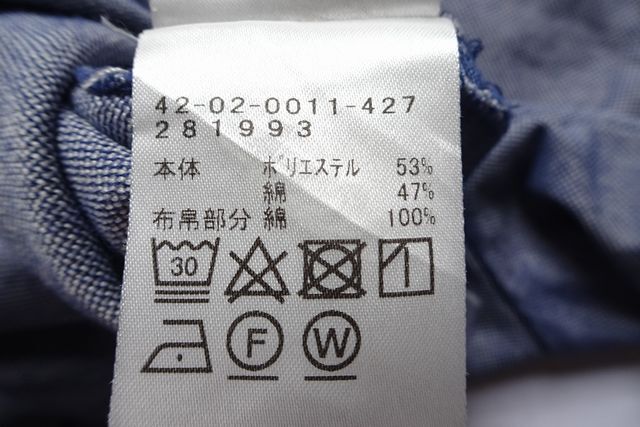 42-02-0011-427
281993
本体 ポリエステル 53%
綿 47%
布帛部分 綿 100%
30
F W